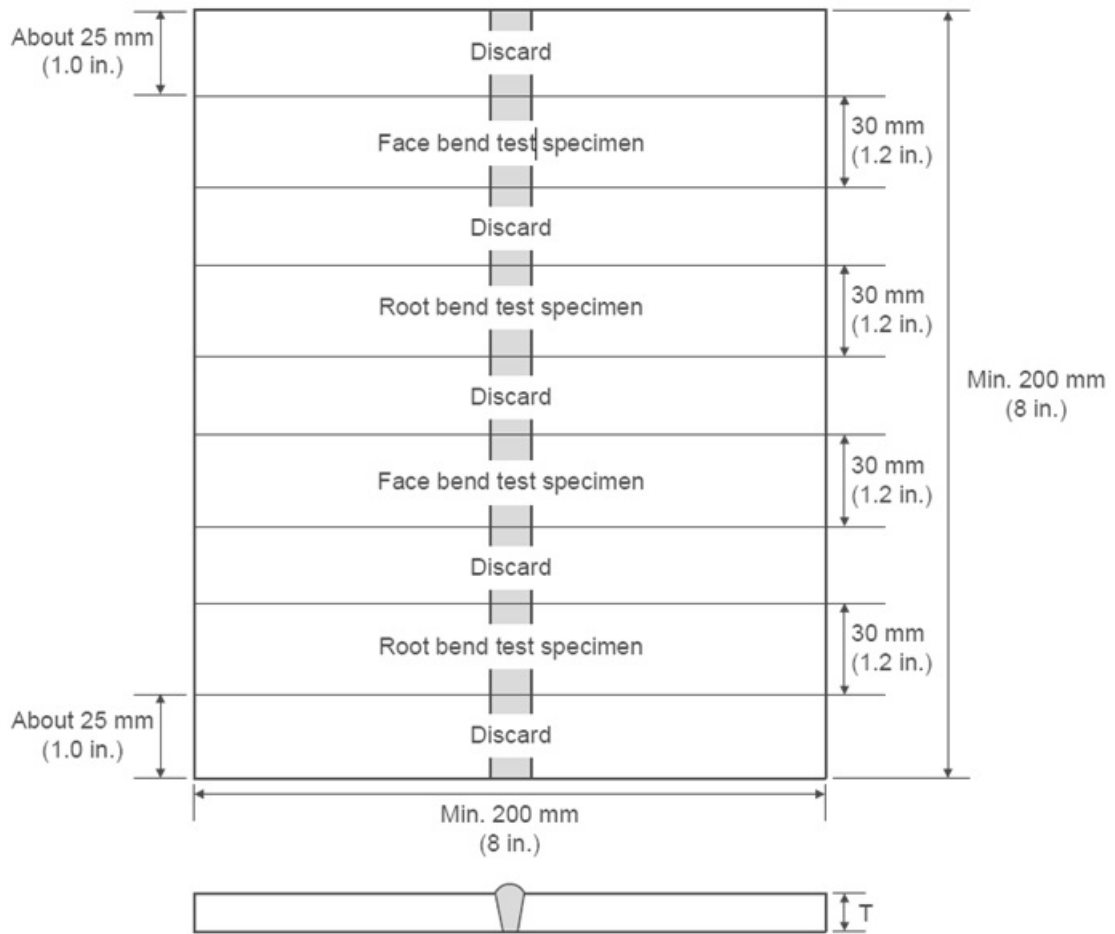 About 25 mm
(1.0 in.)
Discard
Face bend test specimen
30 mm
(1.2 in.)
Discard
Root bend test specimen
30 mm
(1.2 in.)
Discard
Min. 200 mm
(8 in.)
Face bend test specimen
30 mm
(1.2 in.)
Discard
Root bend test specimen
30 mm
(1.2 in.)
About 25 mm
(1.0 in.)
Discard
Min. 200 mm
(8 in.)
T